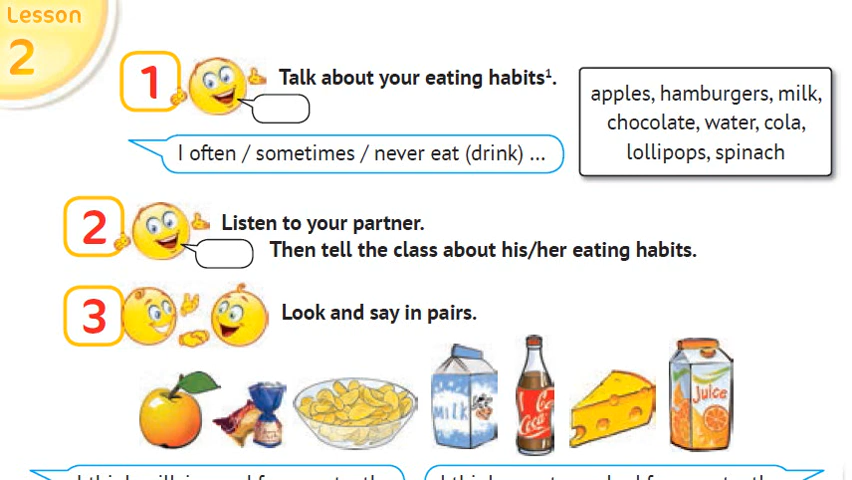 Lesson
2
1
Talk about your eating habits¹.
apples, hamburgers, milk,
chocolate, water, cola,
lollipops, spinach
I often / sometimes / never eat (drink) ...
2
Listen to your partner.
Then tell the class about his/her eating habits.
3
Look and say in pairs.
Milk
Coca
Juice